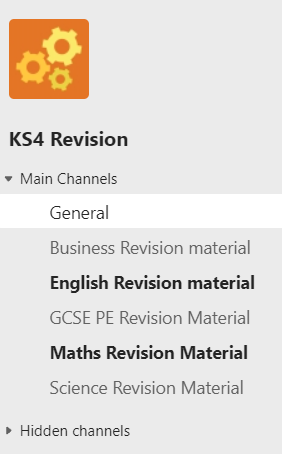 KS4 Revision
Main Channels
General
Business Revision material
English Revision material
GCSE PE Revision Material
Maths Revision Material
Science Revision Material
Hidden channels